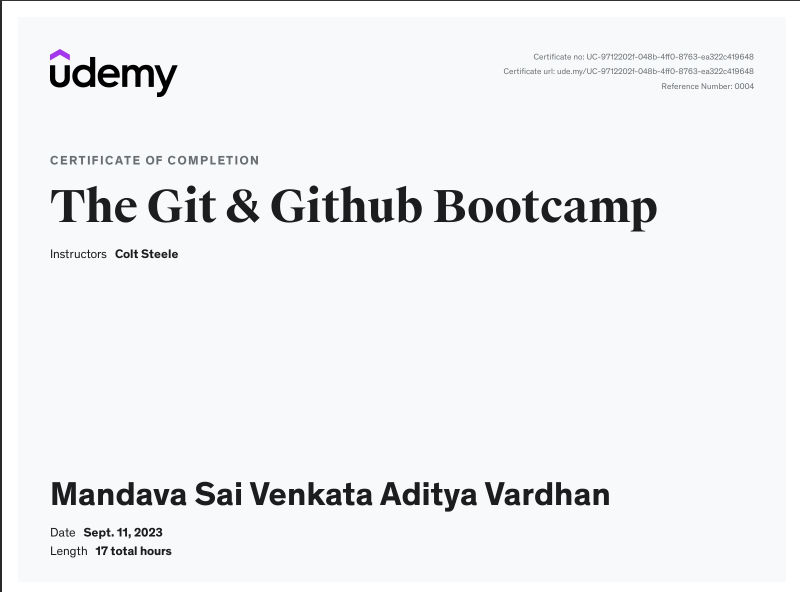 udemy
Certificate no: UC-9712202f-048b-4ff0-8763-ea322c419648
Certificate url: ude.my/UC-9712202f-048b-4ff0-8763-ea322c419648
Reference Number: 0004
CERTIFICATE OF COMPLETION
The Git & Github Bootcamp
Instructors Colt Steele
Mandava Sai Venkata Aditya Vardhan
Date Sept. 11, 2023
Length 17 total hours